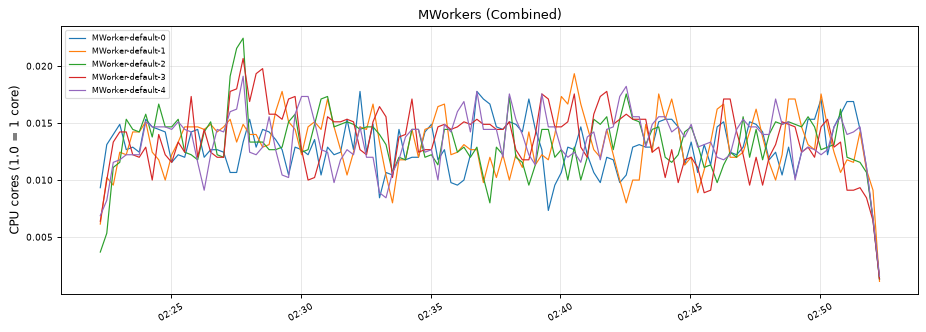 MWorkers (Combined)
MWorker-default-0
MWorker-default-1
MWorker-default-2
MWorker-default-3
MWorker-default-4
CPU cores (1.0 = 1 core)
0.020
0.015
0.010
0.005
02:25
02:30
02:35
02:40
02:45
02:50